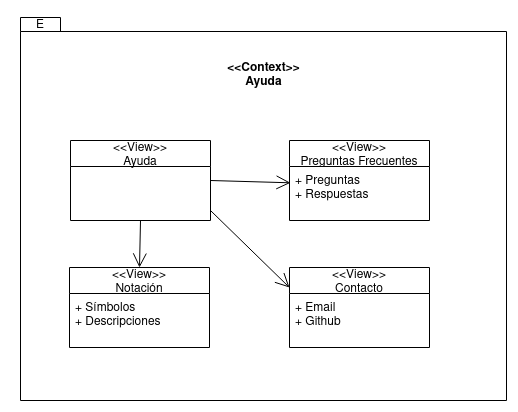 E
<<Context>>
Ayuda
<<View>>
Ayuda
<<View>>
Preguntas Frecuentes
+ Preguntas
+ Respuestas
<<View>>
Notación
+ Símbolos
+ Descripciones
<<View>>
Contacto
+ Email
+ Github